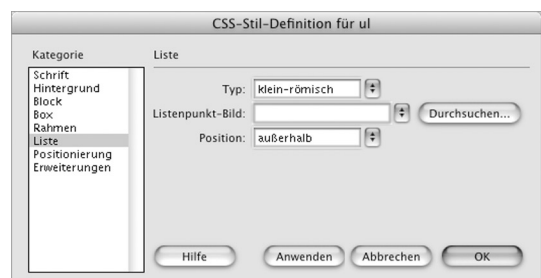 CSS-Stil-Definition für ul
Kategorie
Schrift
Hintergrund
Block
Box
Rahmen
Liste
Positionierung
Erweiterungen
Liste
Typ: klein-römisch
Listenpunkt-Bild: Durchsuchen...
Position: außerhalb
Hilfe Anwenden Abbrechen OK